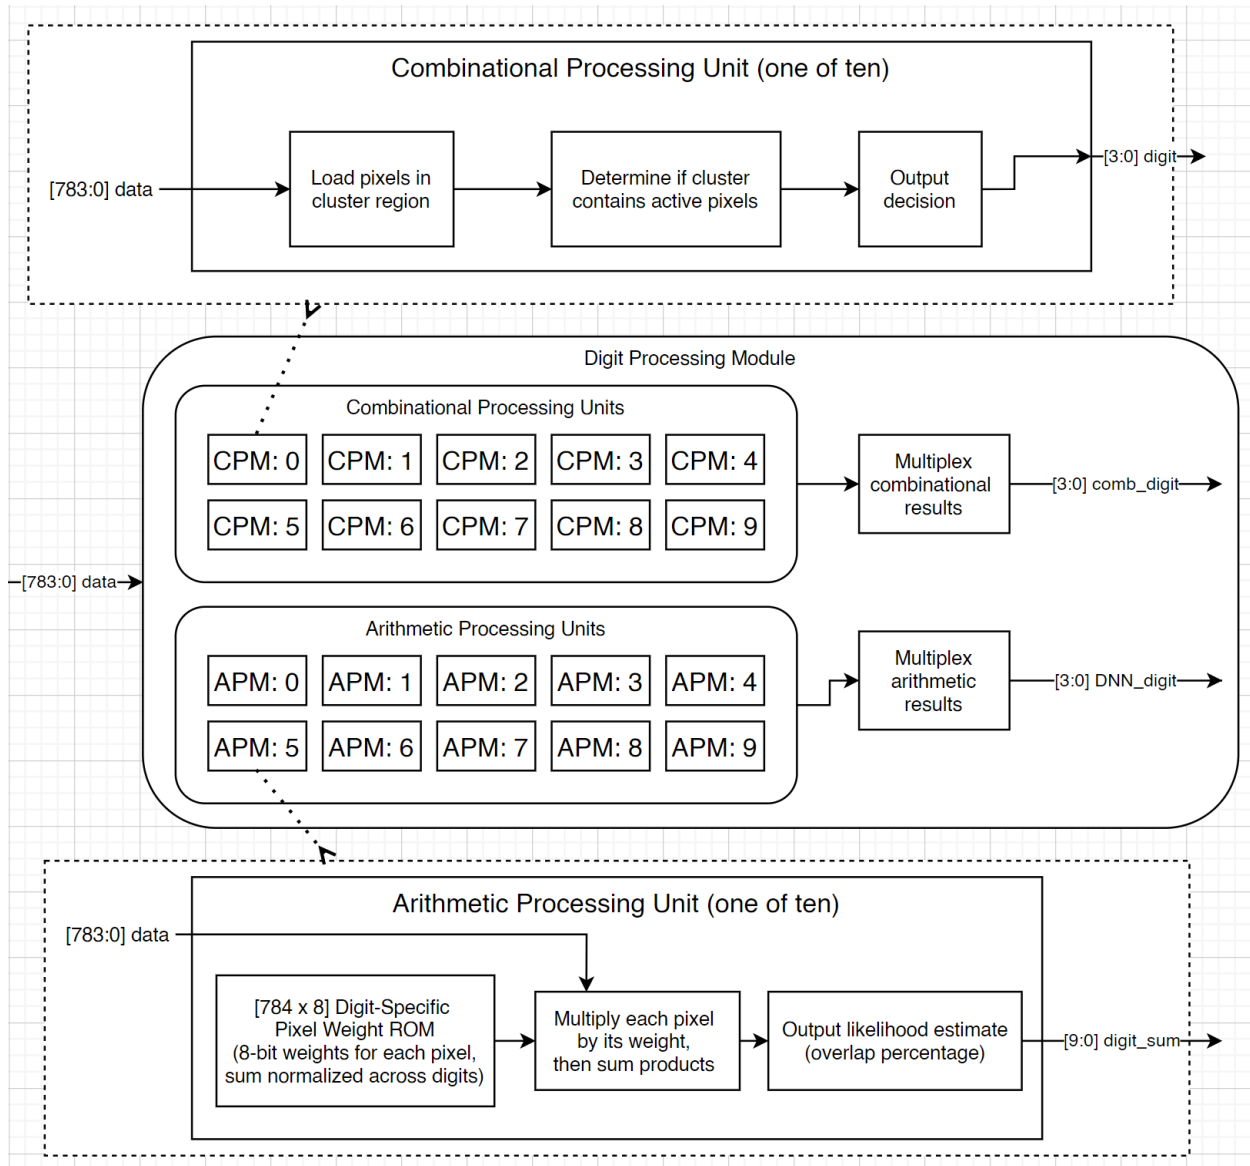 Combinational Processing Unit (one of ten)
[783:0] data
Load pixels in
cluster region
Determine if cluster
contains active pixels
Output
decision
[3:0] digit
Digit Processing Module
Combinational Processing Units
CPM: 0
CPM: 1
CPM: 2
CPM: 3
CPM: 4
CPM: 5
CPM: 6
CPM: 7
CPM: 8
CPM: 9
Multiplex
combinational
results
[3:0] comb_digit
[783:0] data
Arithmetic Processing Units
APM: 0
APM: 1
APM: 2
APM: 3
APM: 4
APM: 5
APM: 6
APM: 7
APM: 8
APM: 9
Multiplex
arithmetic
results
[3:0] DNN_digit
Arithmetic Processing Unit (one of ten)
[783:0] data
[784 x 8] Digit-Specific
Pixel Weight ROM
(8-bit weights for each pixel,
sum normalized across digits)
Multiply each pixel
by its weight,
then sum products
Output likelihood estimate
(overlap percentage)
[9:0] digit_sum